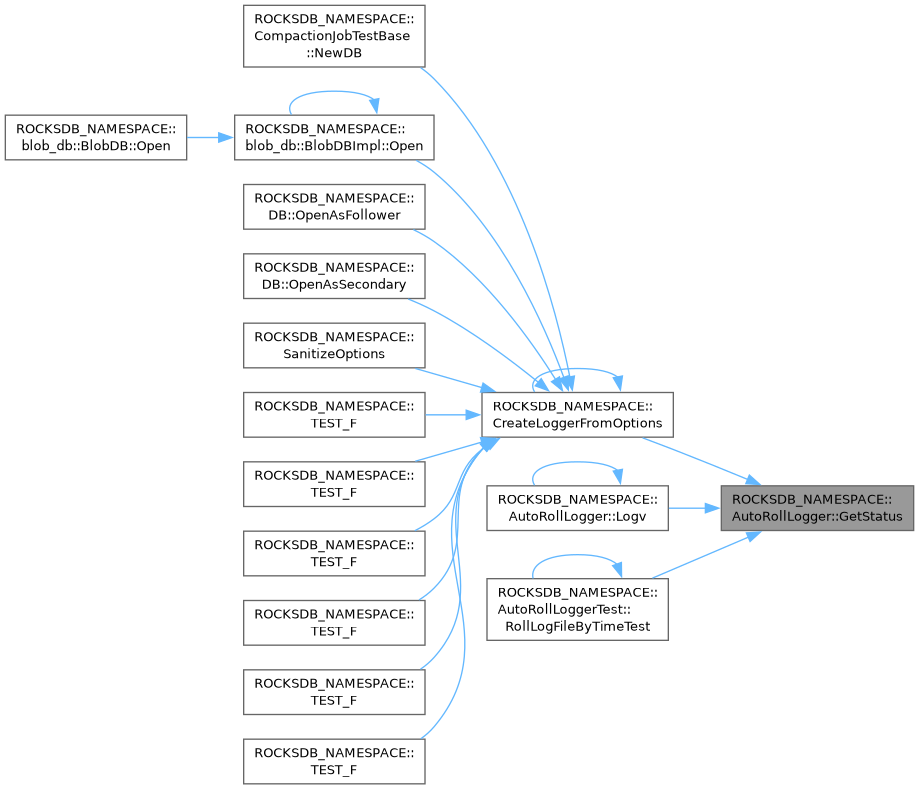 ROCKSDB_NAMESPACE::
CompactionJobTestBase
::NewDB
ROCKSDB_NAMESPACE::
blob_db::BlobDB::Open
ROCKSDB_NAMESPACE::
blob_db::BlobDBImpl::Open
ROCKSDB_NAMESPACE::
DB::OpenAsFollower
ROCKSDB_NAMESPACE::
DB::OpenAsSecondary
ROCKSDB_NAMESPACE::
SanitizeOptions
ROCKSDB_NAMESPACE::
TEST_F
ROCKSDB_NAMESPACE::
TEST_F
ROCKSDB_NAMESPACE::
TEST_F
ROCKSDB_NAMESPACE::
TEST_F
ROCKSDB_NAMESPACE::
TEST_F
ROCKSDB_NAMESPACE::
TEST_F
ROCKSDB_NAMESPACE::
CreateLoggerFromOptions
ROCKSDB_NAMESPACE::
AutoRollLogger::Logv
ROCKSDB_NAMESPACE::
AutoRollLoggerTest::
RollLogFileByTimeTest
ROCKSDB_NAMESPACE::
AutoRollLogger::GetStatus